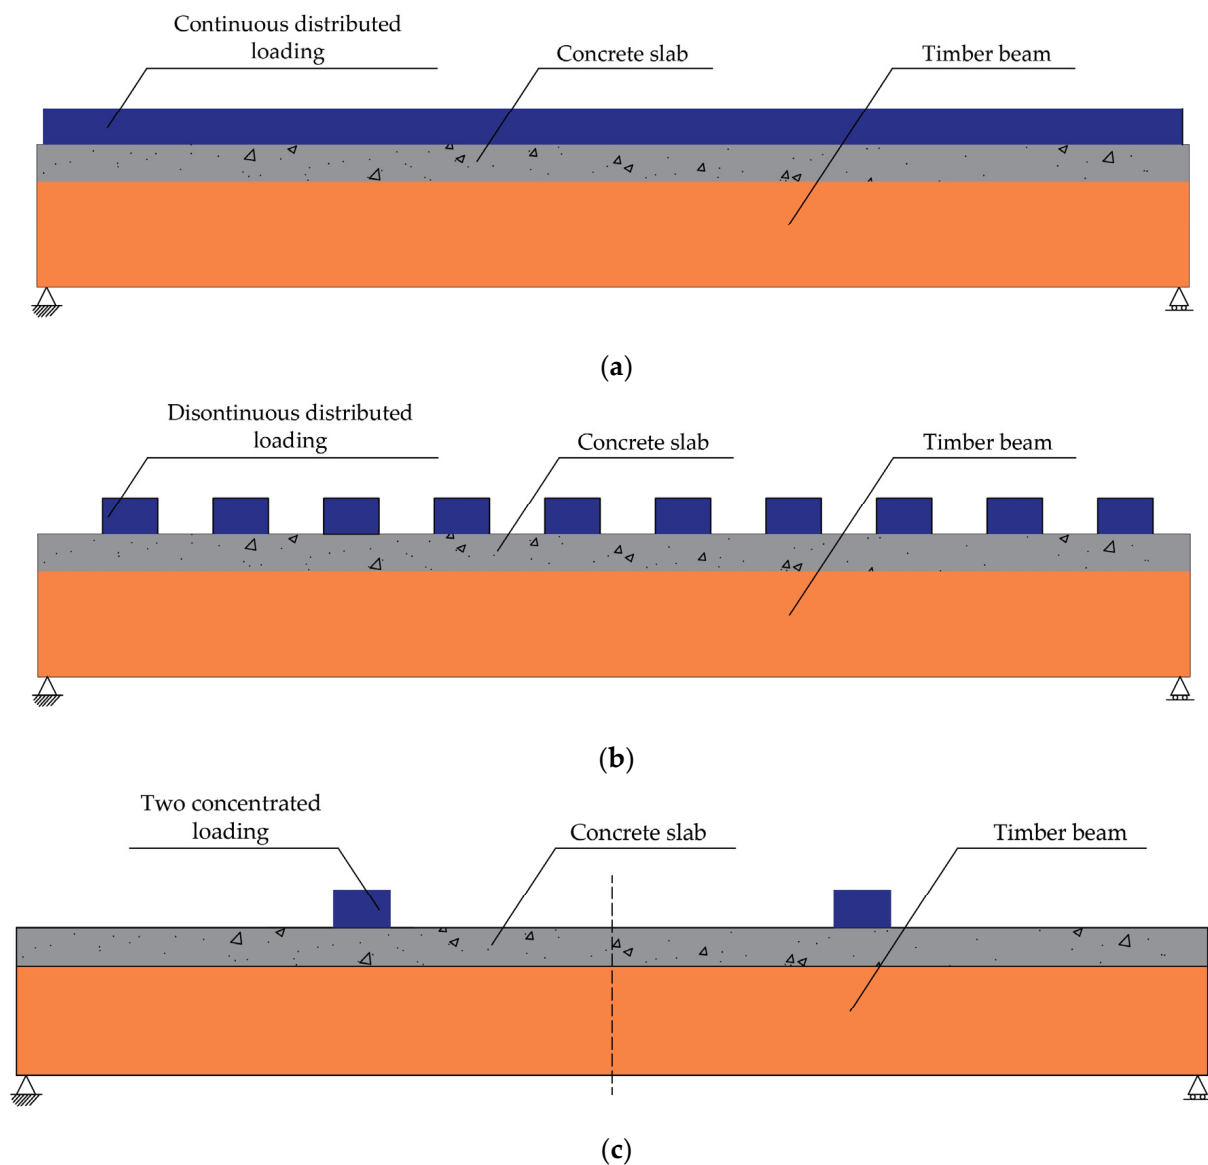 Continuous distributed
loading
Concrete slab
Timber beam
(a)
Disontinuous distributed
loading
Concrete slab
Timber beam
(b)
Two concentrated
loading
Concrete slab
Timber beam
(c)